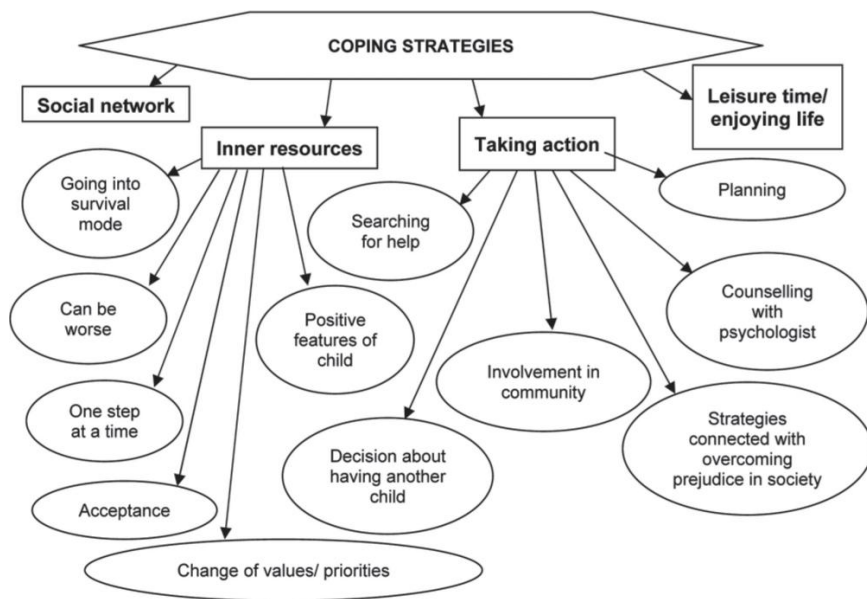 COPING STRATEGIES
Social network
Leisure time/
enjoying life
Inner resources
Taking action
Going into
survival
mode
Planning
Searching
for help
Can be
worse
Positive
features of
child
Counselling
with
psychologist
Involvement in
community
One step
at a time
Strategies
connected with
overcoming
prejudice in society
Decision about
having another
child
Acceptance
Change of values/ priorities